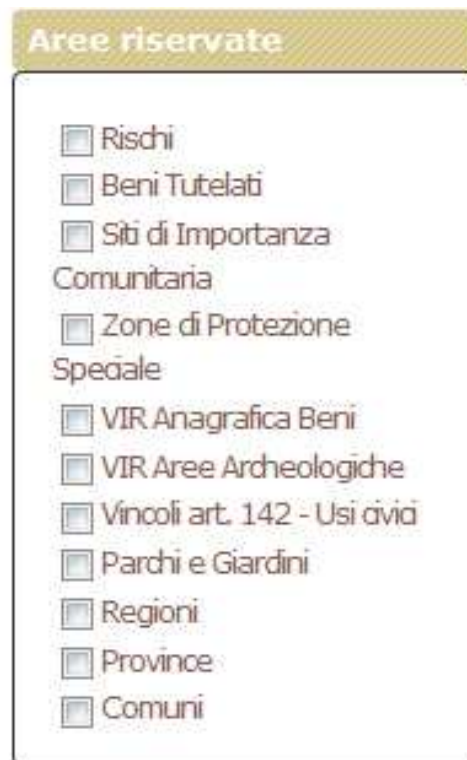 Aree riservate
Rischi
Beni Tutelati
Siti di Importanza
Comunitaria
Zone di Protezione
Speciale
VIR Anagrafica Beni
VIR Aree Archeologiche
Vincoli art. 142 - Usi civici
Parchi e Giardini
Regioni
Province
Comuni